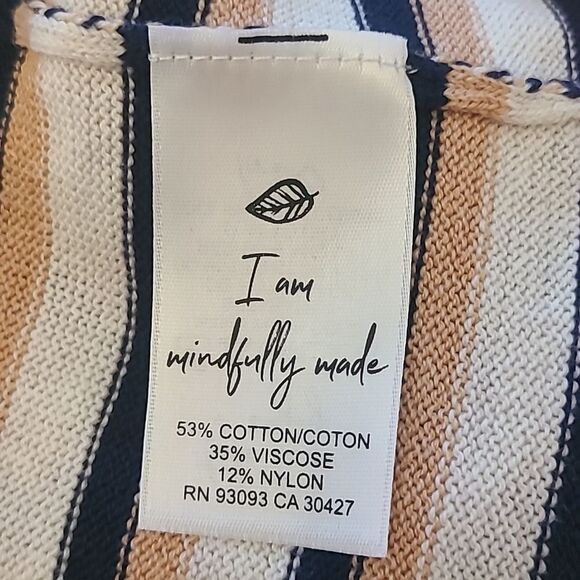 I am
mindfully made
53% COTTON/COTON
35% VISCOSE
12% NYLON
RN 93093 CA 30427